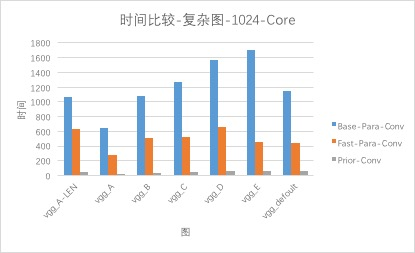 时间比较-复杂图-1024-Core
1800
1600
1400
1200
1000
800
600
400
200
0
时间
vgg_A-LEN
vgg_A
vgg_B
vgg_C
vgg_D
vgg_E
vgg_defoult
图
Base-Para-Conv
Fast-Para-Conv
Prior-Conv